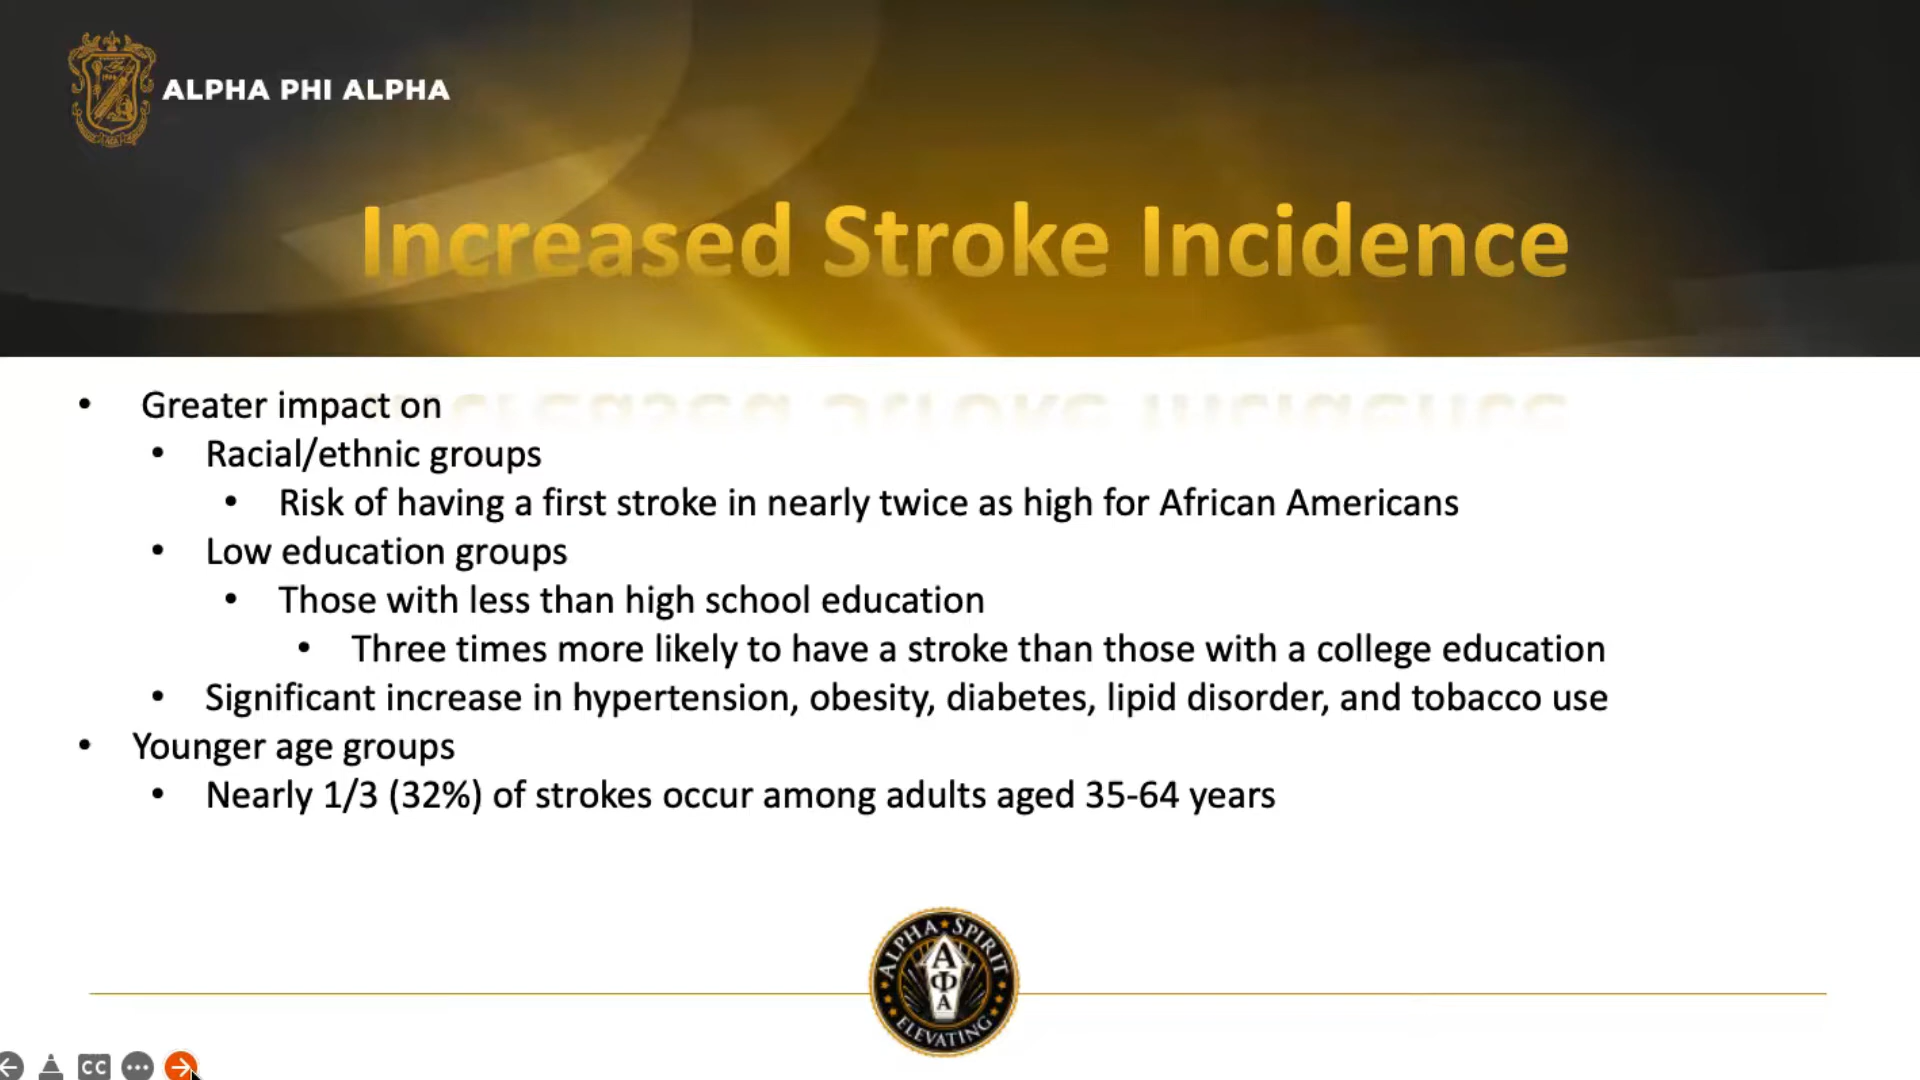 ALPHA PHI ALPHA
Increased Stroke Incidence
• Greater impact on
• Racial/ethnic groups
• Risk of having a first stroke in nearly twice as high for African Americans
• Low education groups
• Those with less than high school education
• Three times more likely to have a stroke than those with a college education
• Significant increase in hypertension, obesity, diabetes, lipid disorder, and tobacco use
• Younger age groups
• Nearly 1/3 (32%) of strokes occur among adults aged 35-64 years
ALPHA SPIRIT
Α
Φ
Α
ELEVATING
CC